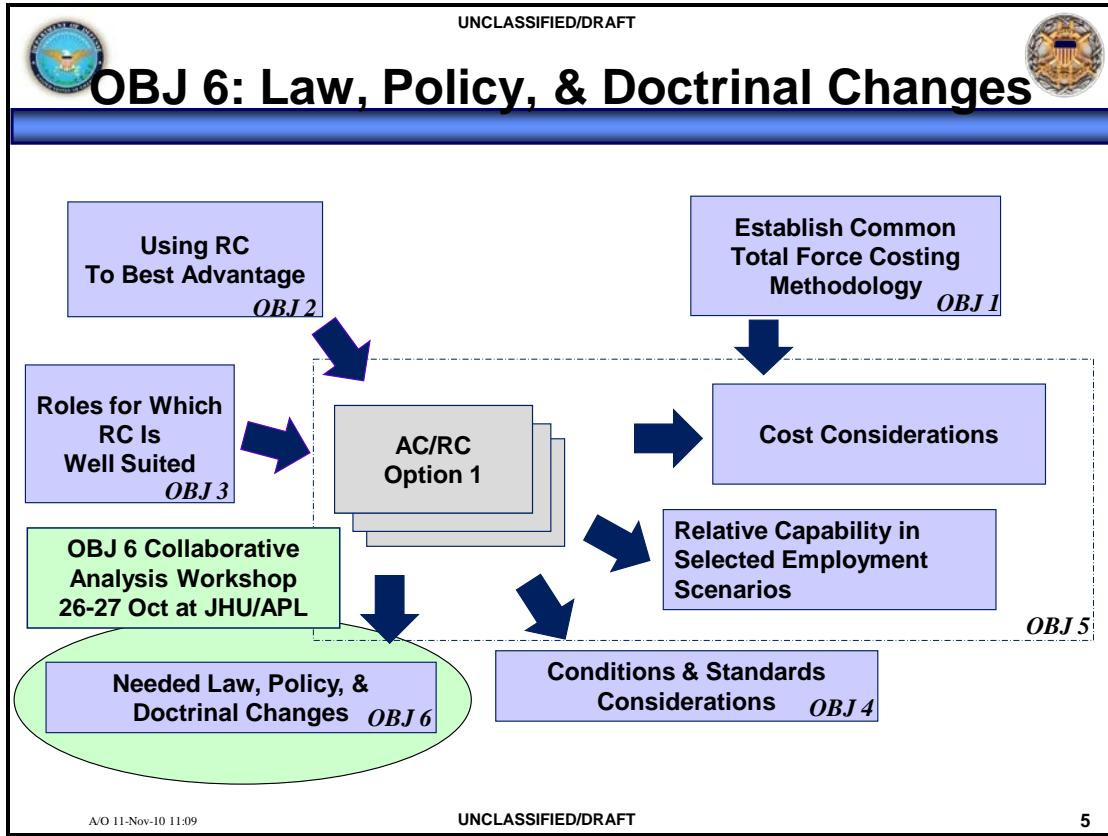 UNCLASSIFIED/DRAFT
OBJ 6: Law, Policy, & Doctrinal Changes
Using RC
To Best Advantage
OBJ 2
Establish Common
Total Force Costing
Methodology
OBJ 1
Roles for Which
RC Is
Well Suited
OBJ 3
AC/RC
Option 1
Cost Considerations
OBJ 6 Collaborative
Analysis Workshop
26-27 Oct at JHU/APL
Relative Capability in
Selected Employment
Scenarios
OBJ 5
Needed Law, Policy, &
Doctrinal Changes
OBJ 6
Conditions & Standards
Considerations
OBJ 4
A/O 11-Nov-10 11:09
UNCLASSIFIED/DRAFT
5